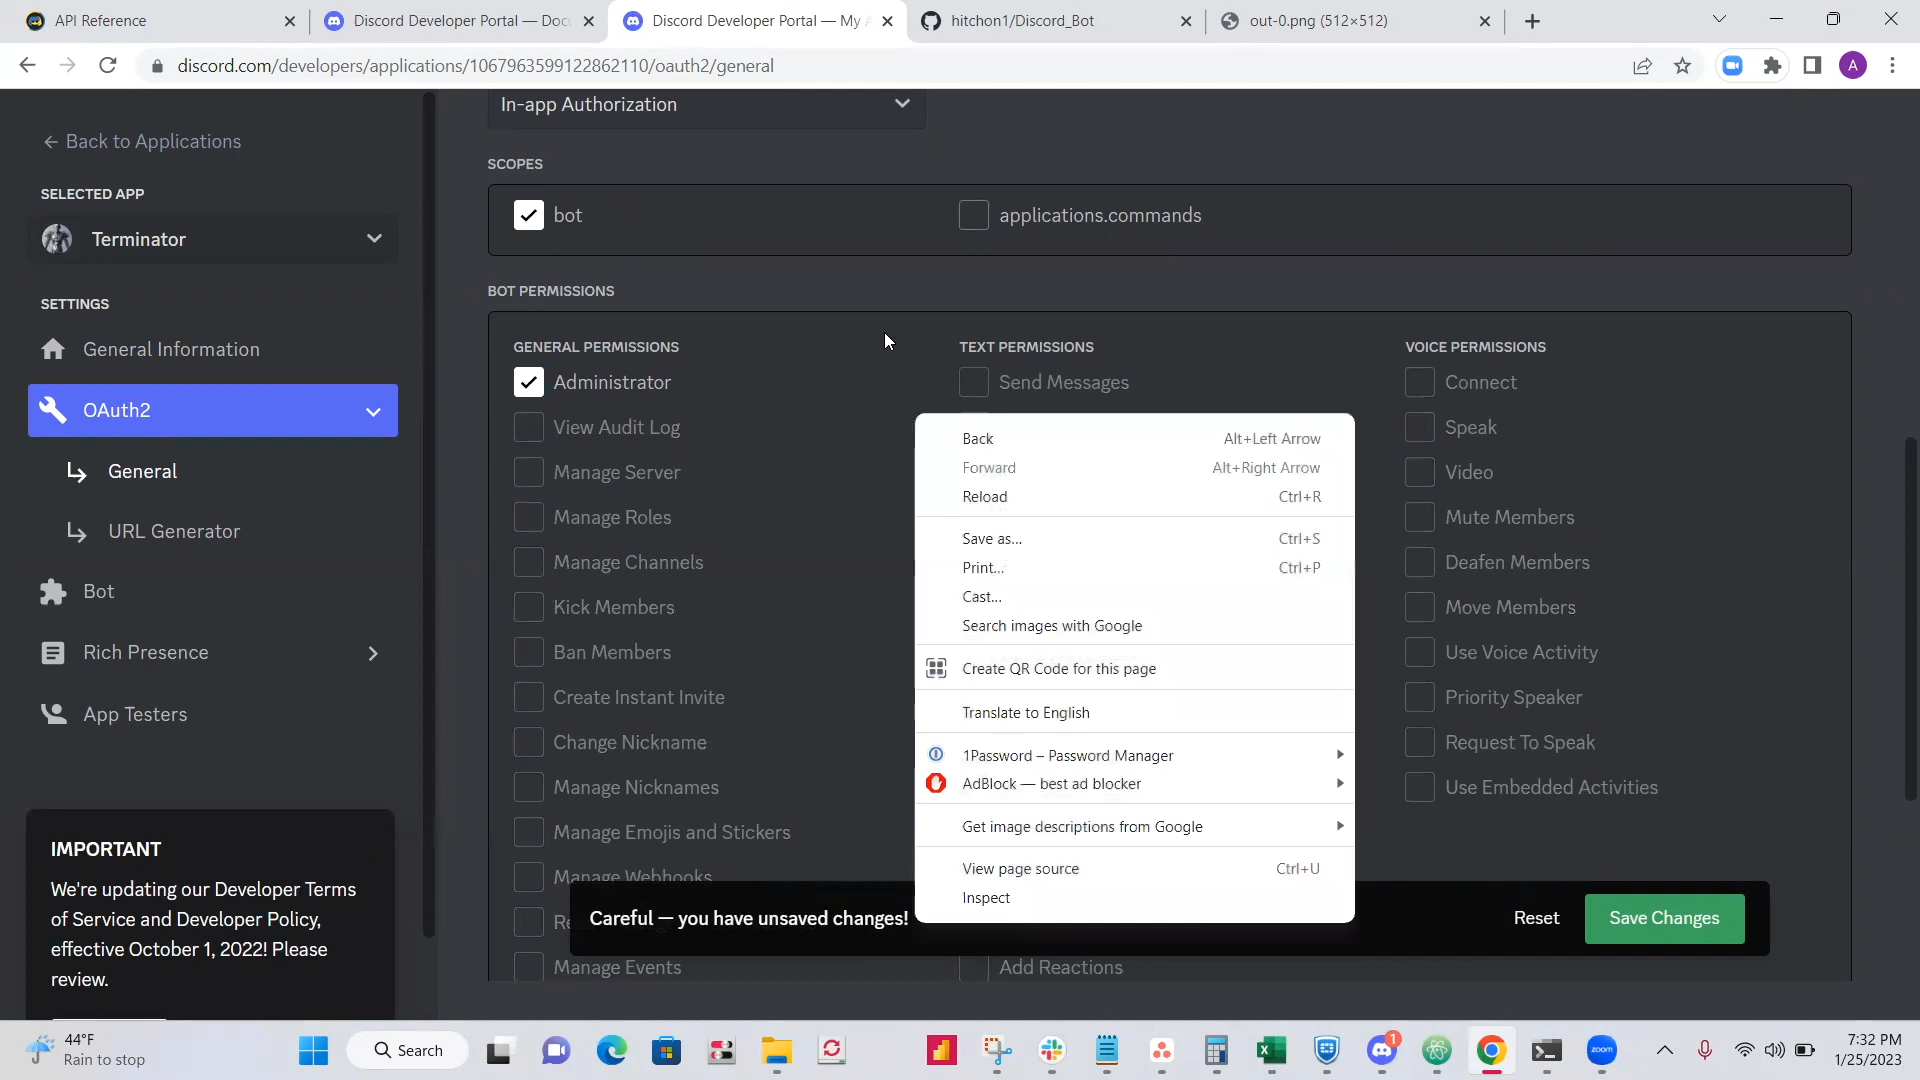 API Reference
Discord Developer Portal — Doc
Discord Developer Portal — My A
hitchon1/Discord_Bot
out-0.png (512×512)
discord.com/developers/applications/1067963599122862110/oauth2/general
A
Back to Applications
SELECTED APP
Terminator
SETTINGS
General Information
OAuth2
General
URL Generator
Bot
Rich Presence
App Testers
IMPORTANT
We're updating our Developer Terms
of Service and Developer Policy,
effective October 1, 2022! Please
review.
In-app Authorization
SCOPES
bot
applications.commands
BOT PERMISSIONS
GENERAL PERMISSIONS
Administrator
View Audit Log
Manage Server
Manage Roles
Manage Channels
Kick Members
Ban Members
Create Instant Invite
Change Nickname
Manage Nicknames
Manage Emojis and Stickers
Manage Webhooks
Re
Manage Events
TEXT PERMISSIONS
Send Messages
Add Reactions
VOICE PERMISSIONS
Connect
Speak
Video
Mute Members
Deafen Members
Move Members
Use Voice Activity
Priority Speaker
Request To Speak
Use Embedded Activities
Back Alt+Left Arrow
Forward Alt+Right Arrow
Reload Ctrl+R
Save as... Ctrl+S
Print... Ctrl+P
Cast...
Search images with Google
Create QR Code for this page
Translate to English
1Password – Password Manager
AdBlock — best ad blocker
Get image descriptions from Google
View page source Ctrl+U
Inspect
Careful — you have unsaved changes!
Reset
Save Changes
44°F
Rain to stop
Search
1
zoom
7:32 PM
1/25/2023